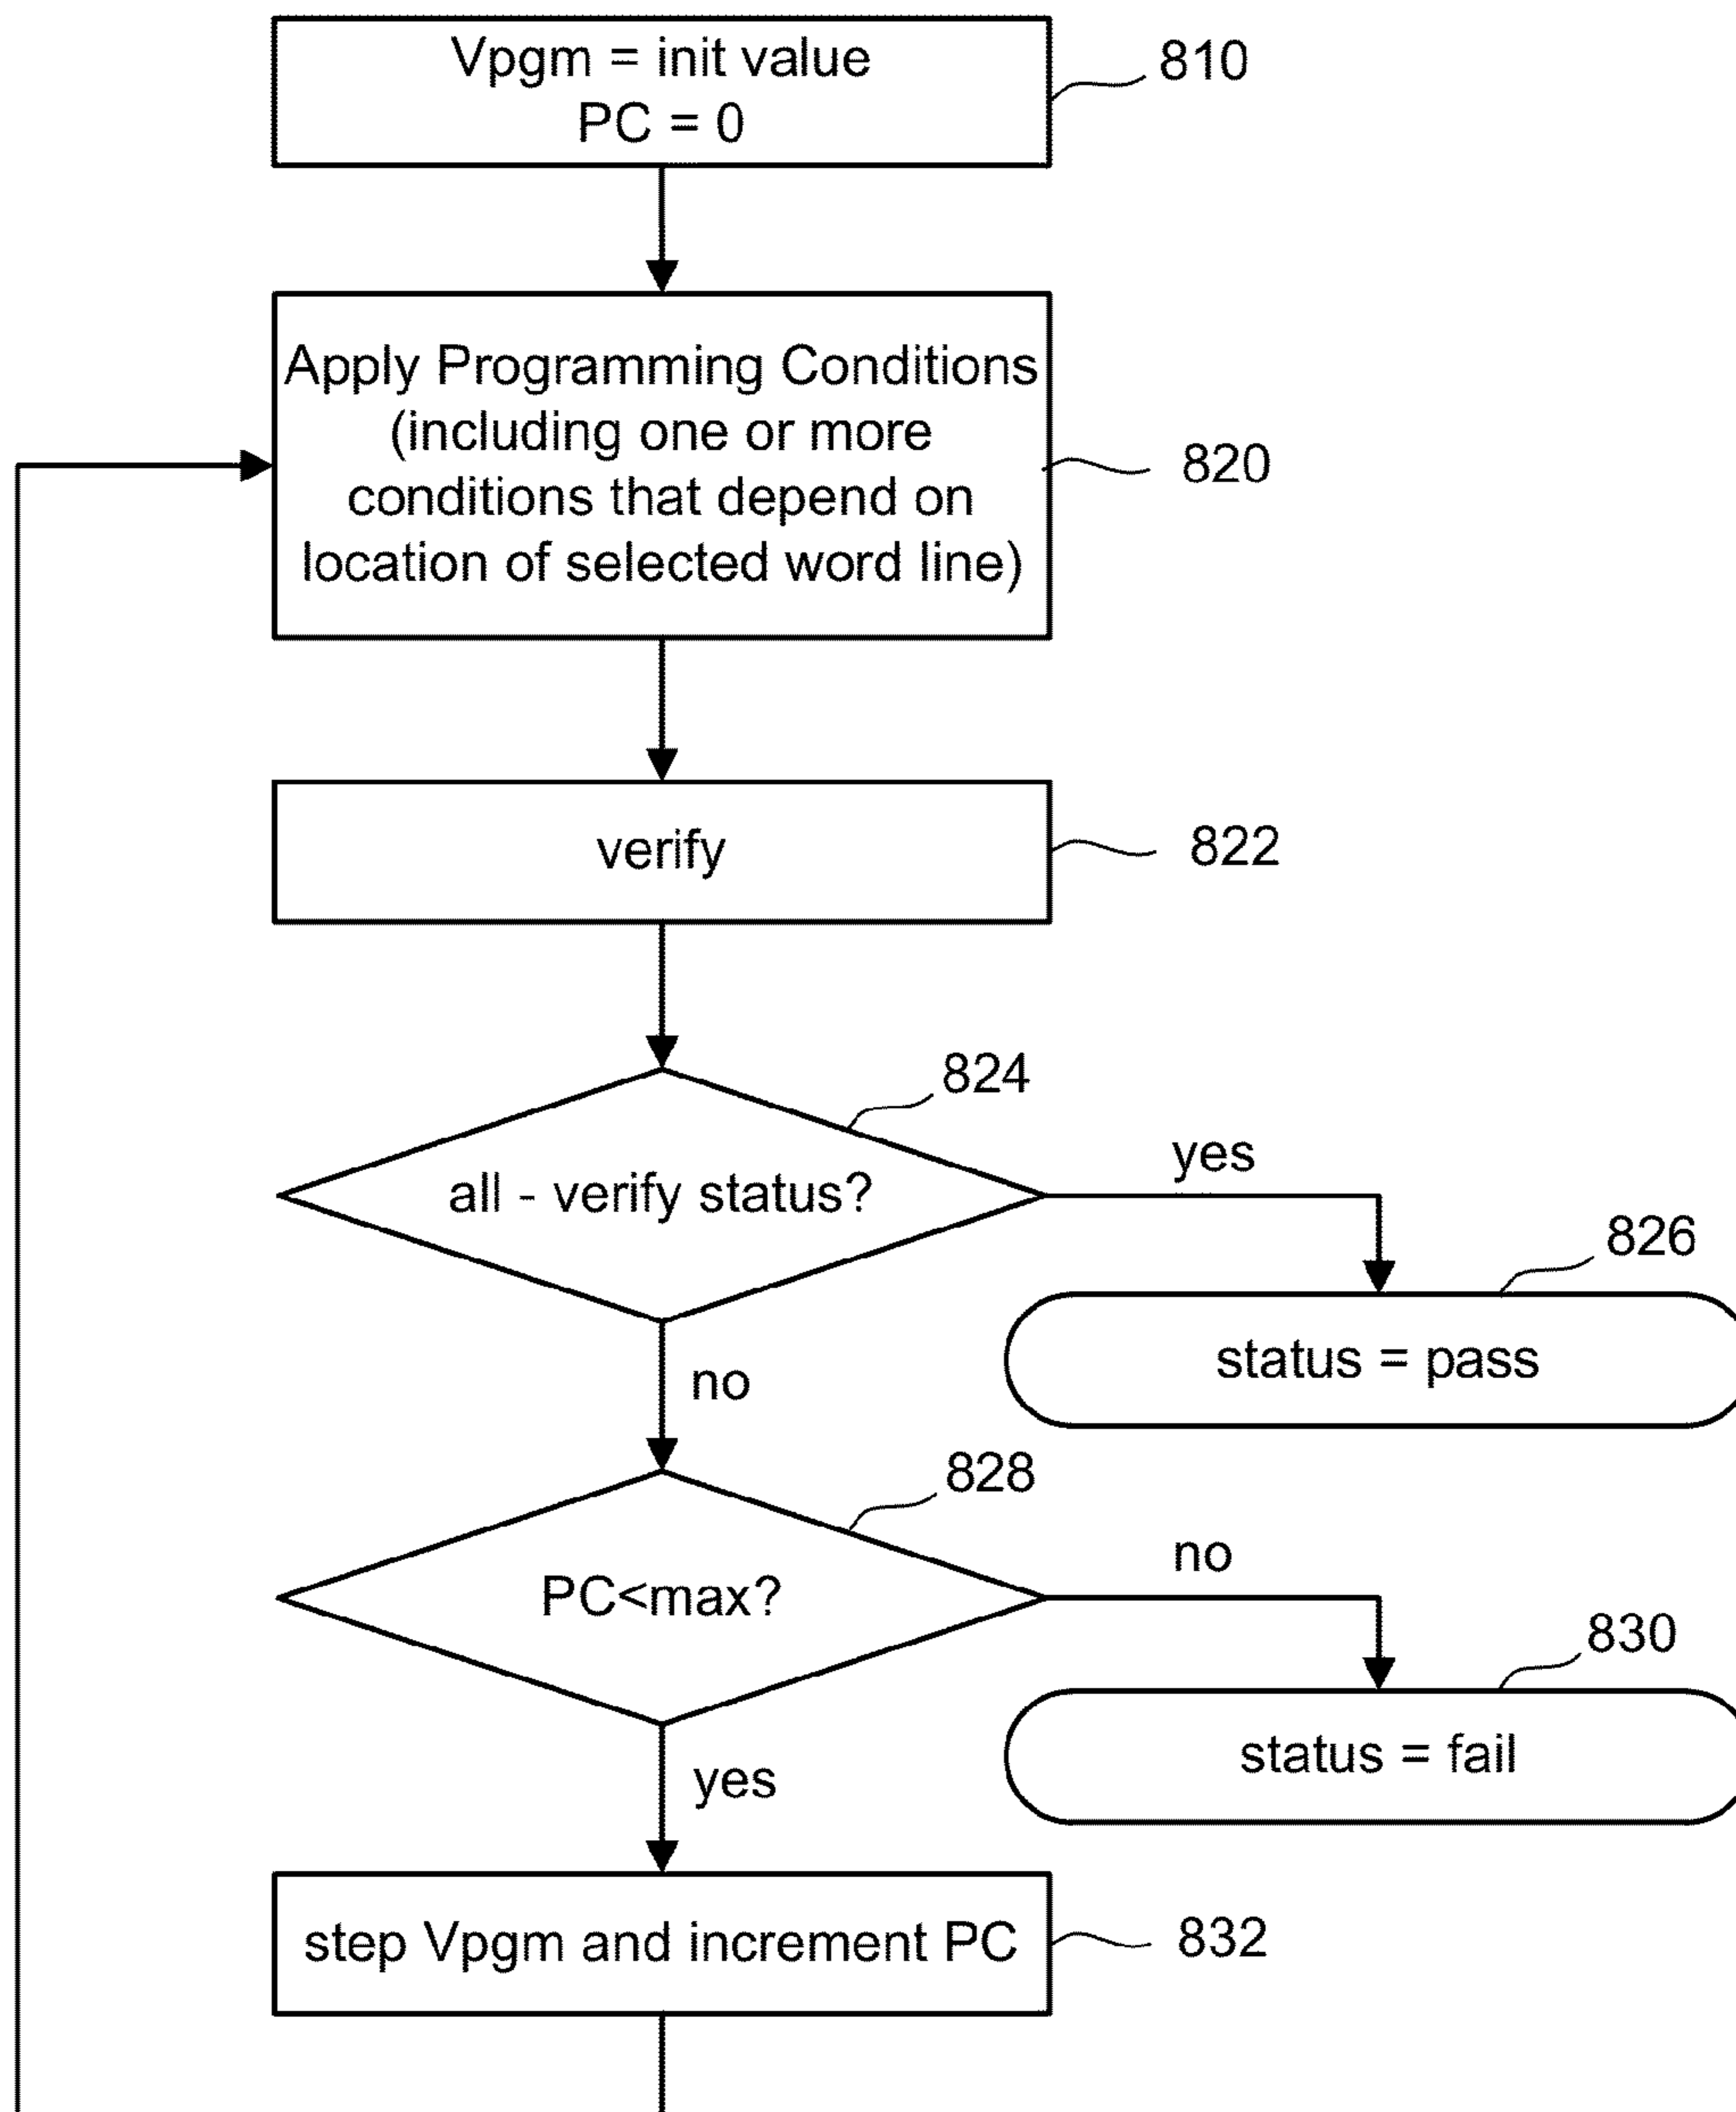 Vpgm = init value
PC = 0
810
Apply Programming Conditions
(including one or more
conditions that depend on
location of selected word line)
820
verify
822
824
all - verify status?
yes
826
status = pass
no
828
PC<max?
no
830
status = fail
yes
step Vpgm and increment PC
832